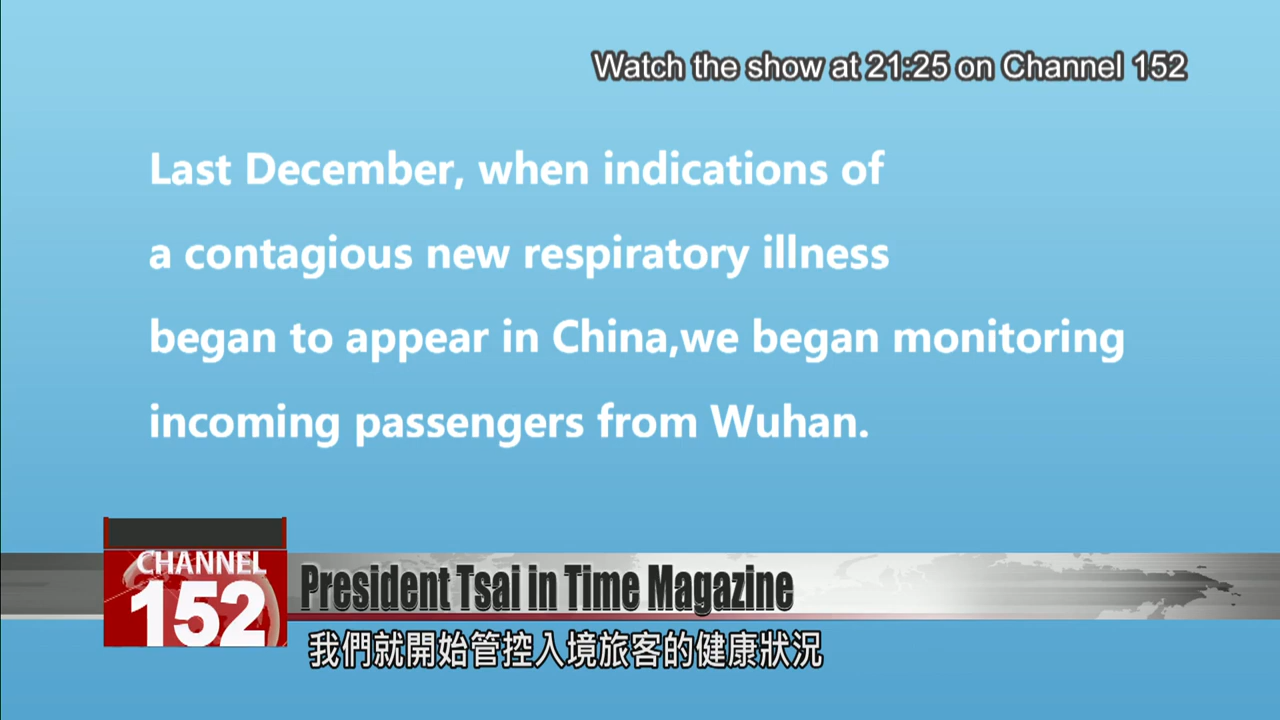 Watch the show at 21:25 on Channel 152
Last December, when indications of
a contagious new respiratory illness
began to appear in China,we began monitoring
incoming passengers from Wuhan.
CHANNEL
152
President Tsai in Time Magazine
我們就開始管控入境旅客的健康狀況